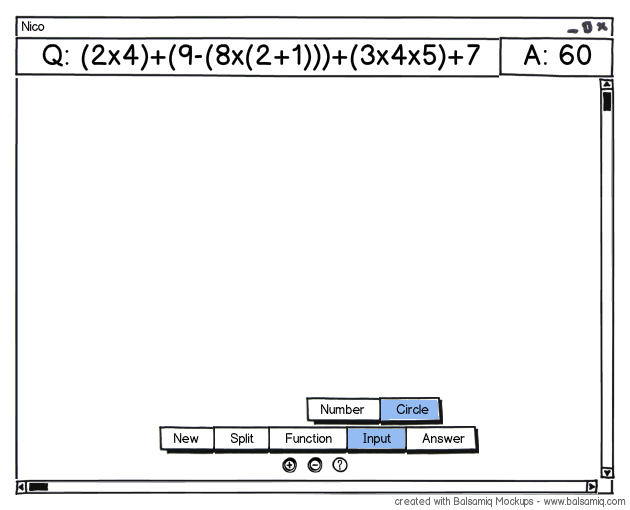 Nico
Q: (2x4)+(9-(8x(2+1)))+(3x4x5)+7 A: 60
Number Circle
New Split Function Input Answer
+ - ?
created with Balsamiq Mockups - www.balsamiq.com